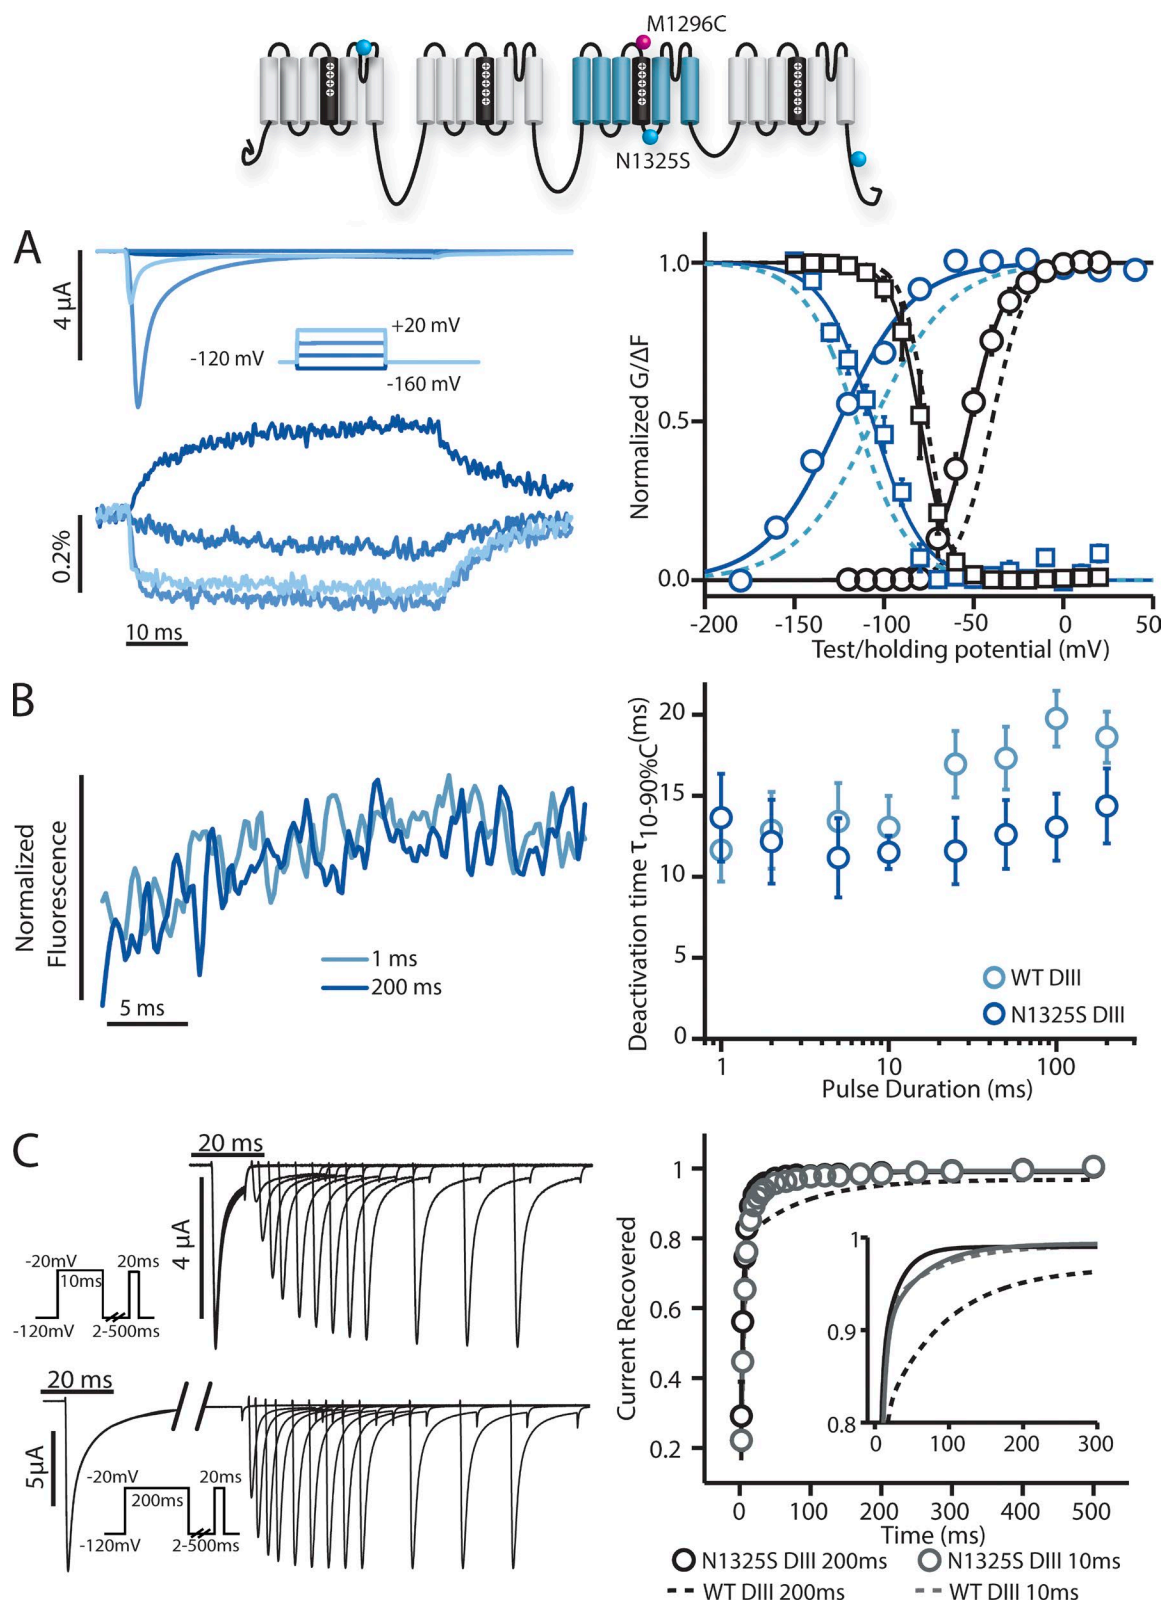 M1296C
N1325S
A
4 µA
+20 mV
-120 mV
-160 mV
0.2%
10 ms
Normalized G/ΔF
1.0
0.5
0.0
-200 -150 -100 -50 0 50
Test/holding potential (mV)
B
Normalized
Fluorescence
1 ms
200 ms
5 ms
Deactivation time τ10-90%C(ms)
20
15
10
5
0
WT DIII
N1325S DIII
1 10 100
Pulse Duration (ms)
C
20 ms
4 µA
-20mV 20ms
10ms
-120mV 2-500ms
20 ms
5µA
-20mV 20ms
200ms
-120mV 2-500ms
Current Recovered
1
0.8
0.6
0.4
0.2
1
0.9
0.8
0 100 200 300
0 100 200 300 400 500
Time (ms)
N1325S DIII 200ms N1325S DIII 10ms
WT DIII 200ms WT DIII 10ms